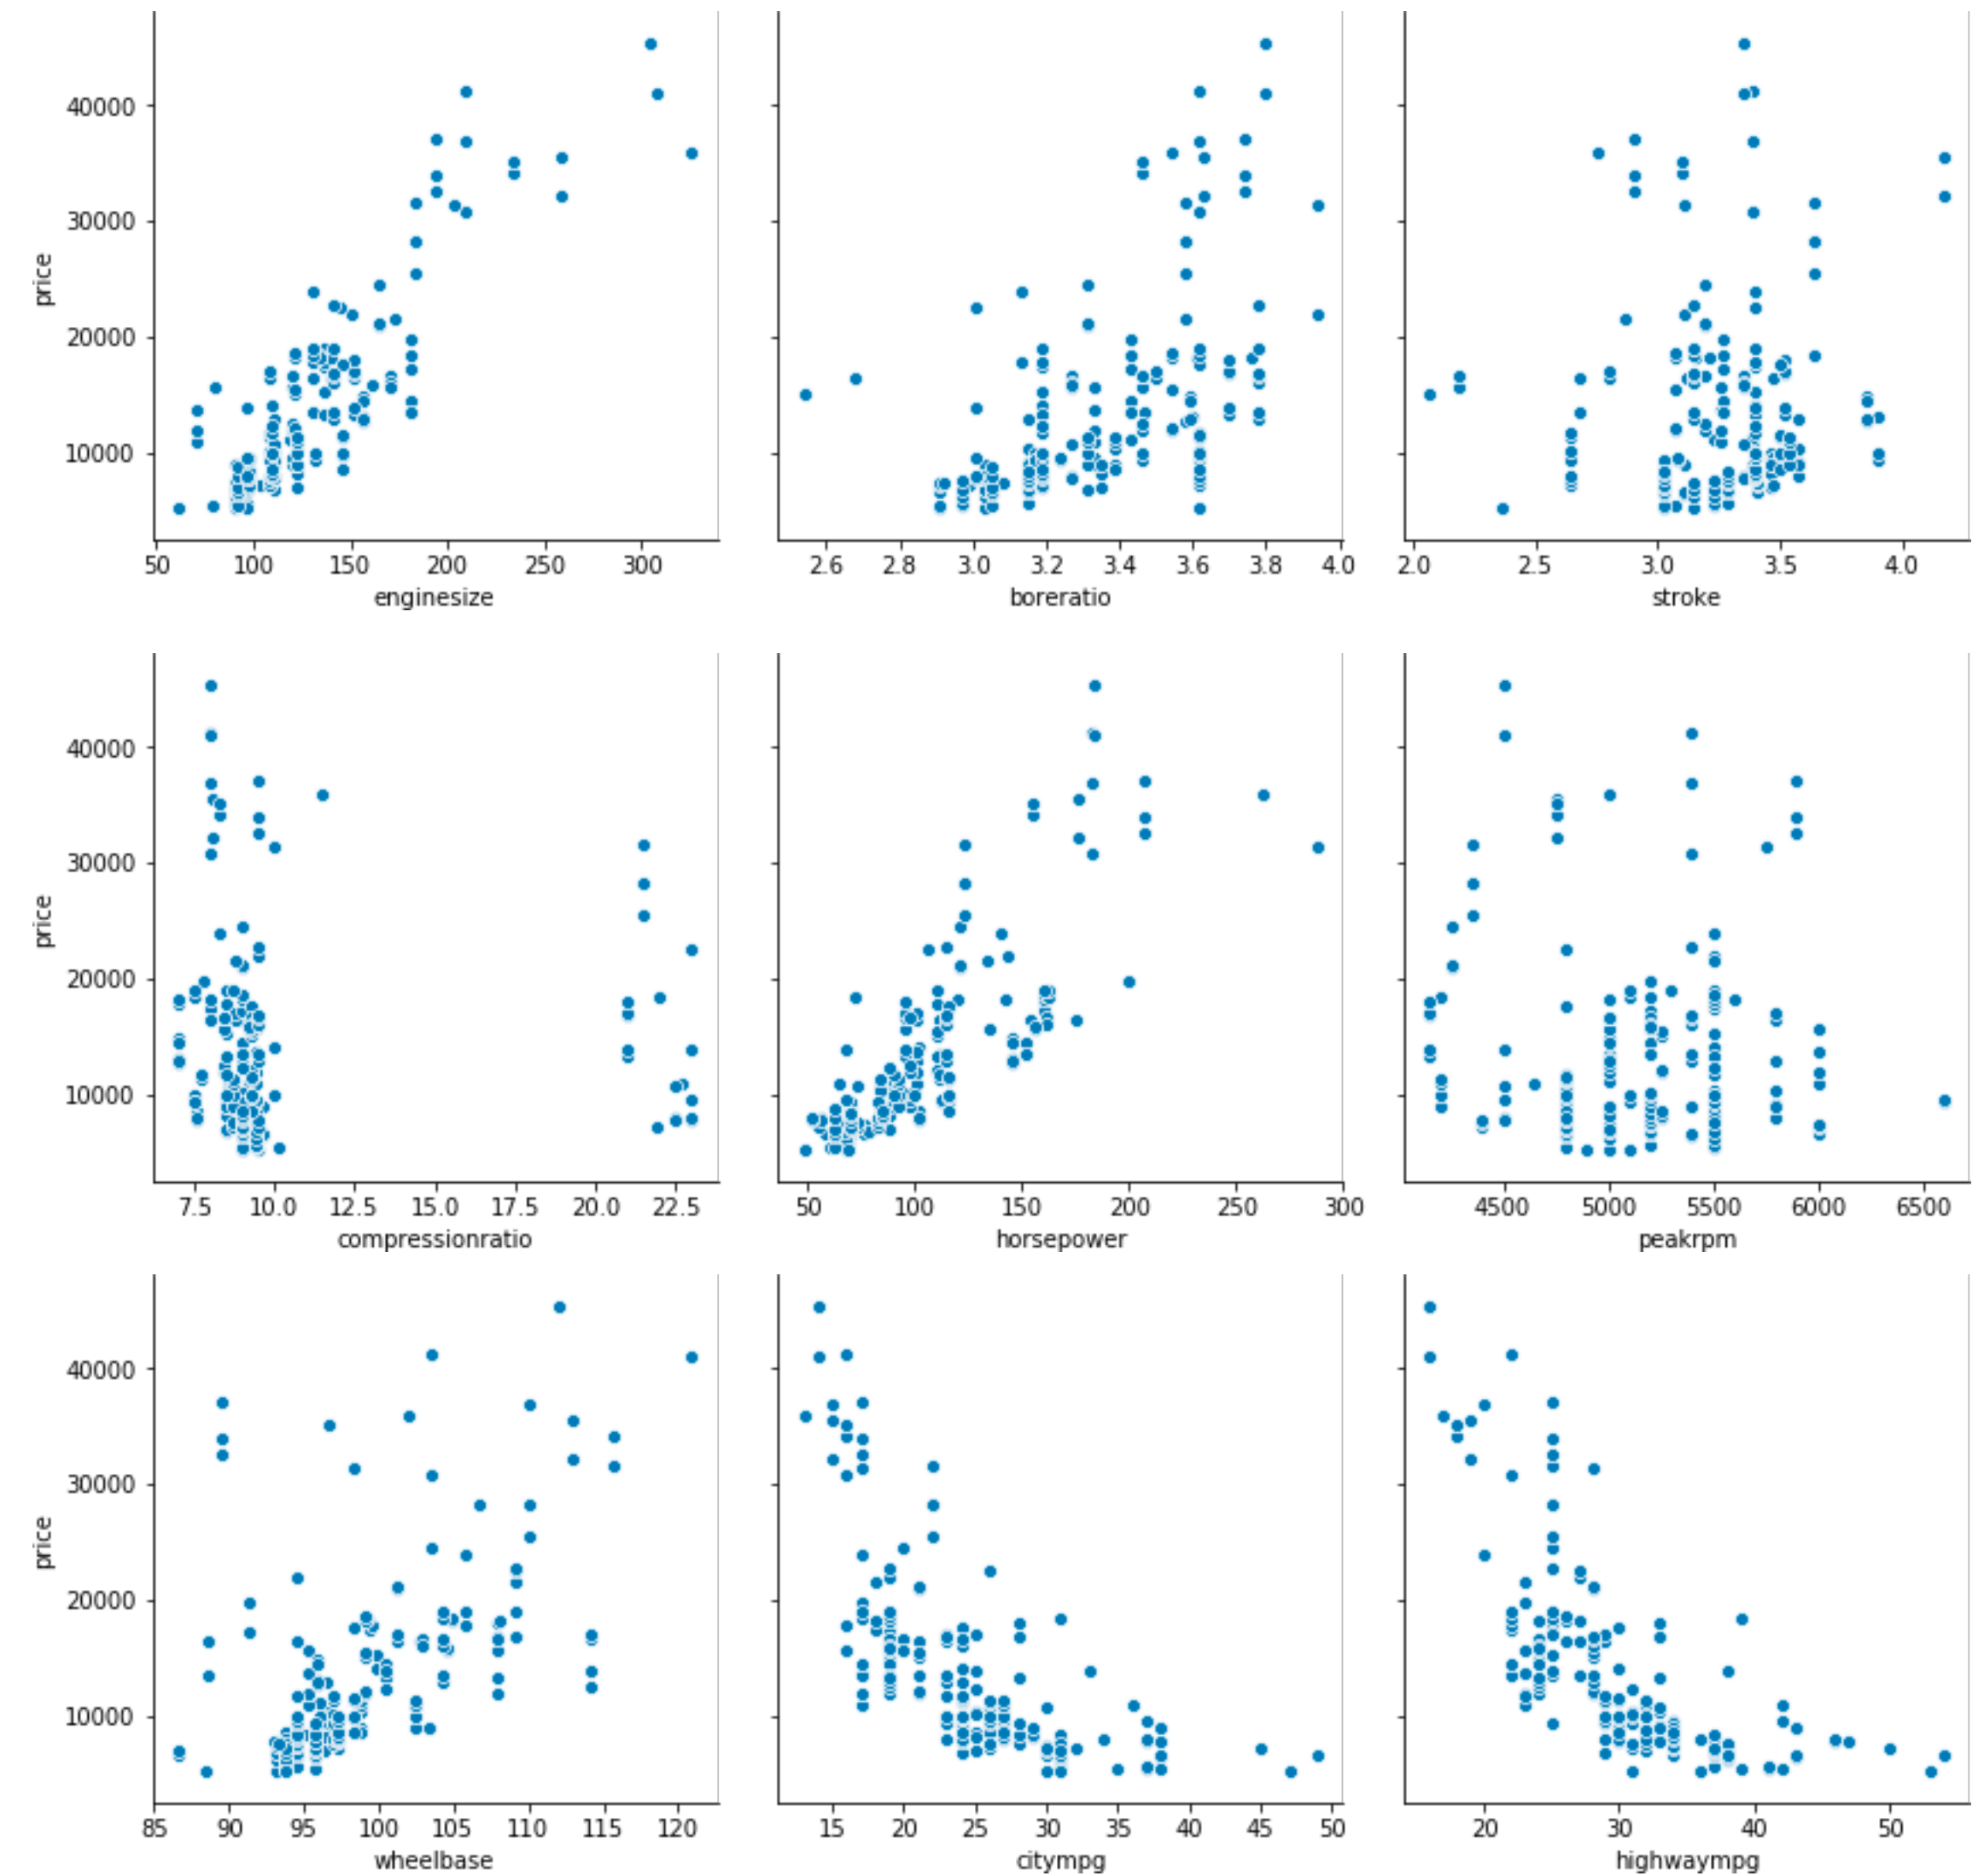 40000
30000
20000
10000
price
50 100 150 200 250 300
enginesize
2.6 2.8 3.0 3.2 3.4 3.6 3.8 4.0
boreratio
2.0 2.5 3.0 3.5 4.0
stroke
40000
30000
20000
10000
price
7.5 10.0 12.5 15.0 17.5 20.0 22.5
compressionratio
50 100 150 200 250 300
horsepower
4500 5000 5500 6000 6500
peakrpm
40000
30000
20000
10000
price
85 90 95 100 105 110 115 120
wheelbase
15 20 25 30 35 40 45 50
citympg
20 30 40 50
highwaympg